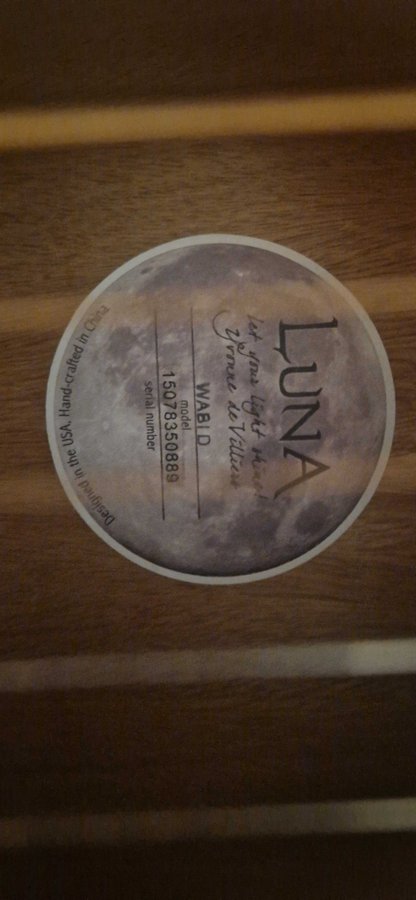 LUNA
Let your light shine!
Yvonne de Villiers
WABID
model
15078350889
serial number
Designed in the USA. Hand-crafted in China